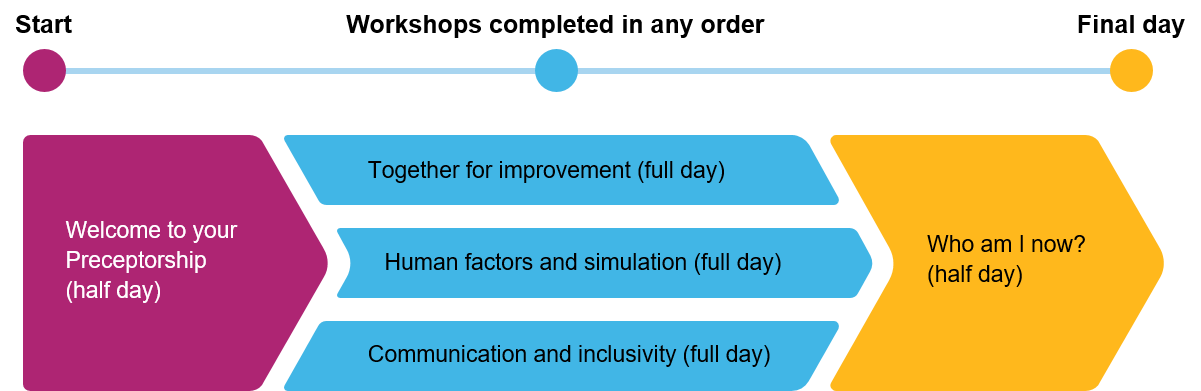 Start
Workshops completed in any order
Final day
Welcome to your
Preceptorship
(half day)
Together for improvement (full day)
Human factors and simulation (full day)
Communication and inclusivity (full day)
Who am I now?
(half day)